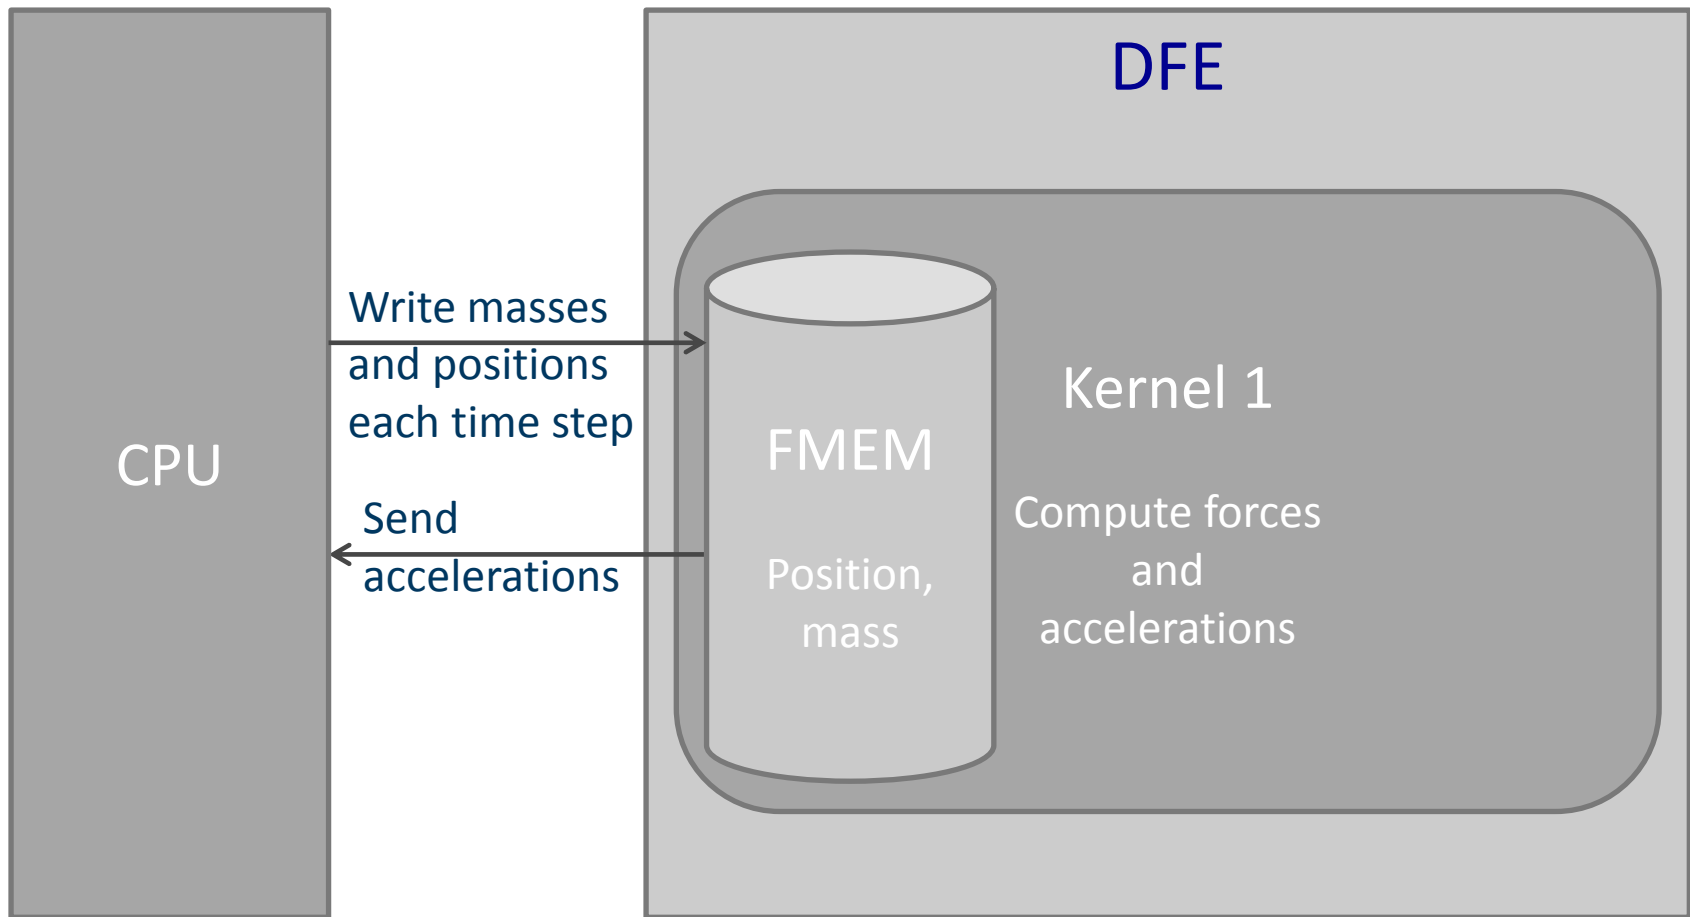 DFE
Write masses
and positions
each time step
CPU
Send
accelerations
FMEM
Position,
mass
Kernel 1
Compute forces
and
accelerations